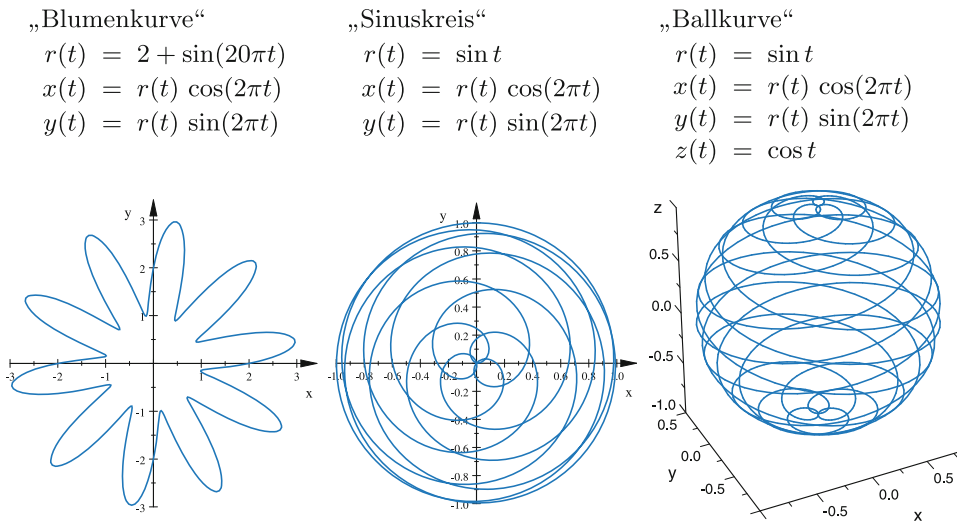 „Blumenkurve“
r(t) = 2 + sin(20πt)
x(t) = r(t) cos(2πt)
y(t) = r(t) sin(2πt)
„Sinuskreis“
r(t) = sin t
x(t) = r(t) cos(2πt)
y(t) = r(t) sin(2πt)
„Ballkurve“
r(t) = sin t
x(t) = r(t) cos(2πt)
y(t) = r(t) sin(2πt)
z(t) = cos t
y
3
2
1
-3 -2 -1 1 2 3
x
-1
-2
-3
y
1.0
0.8
0.6
0.4
0.2
-1.0 -0.8 -0.6 -0.4 -0.2 0.2 0.4 0.6 0.8 1.0
x
-0.2
-0.4
-0.6
-0.8
-1.0
z
0.5
0.0
-0.5
-1.0
0.5
0.0
y
-0.5
-0.5
0.0
0.5
x